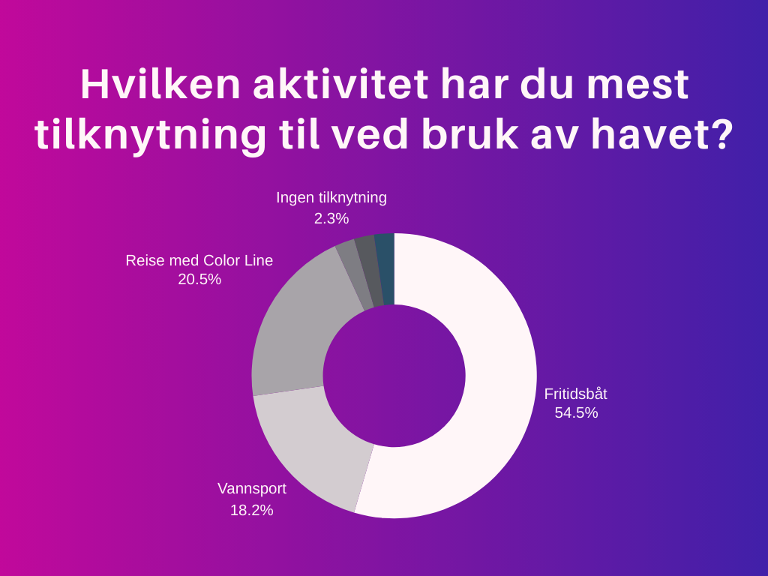 Hvilken aktivitet har du mest
tilknytning til ved bruk av havet?
Ingen tilknytning
2.3%
Reise med Color Line
20.5%
Fritidsbåt
54.5%
Vannsport
18.2%